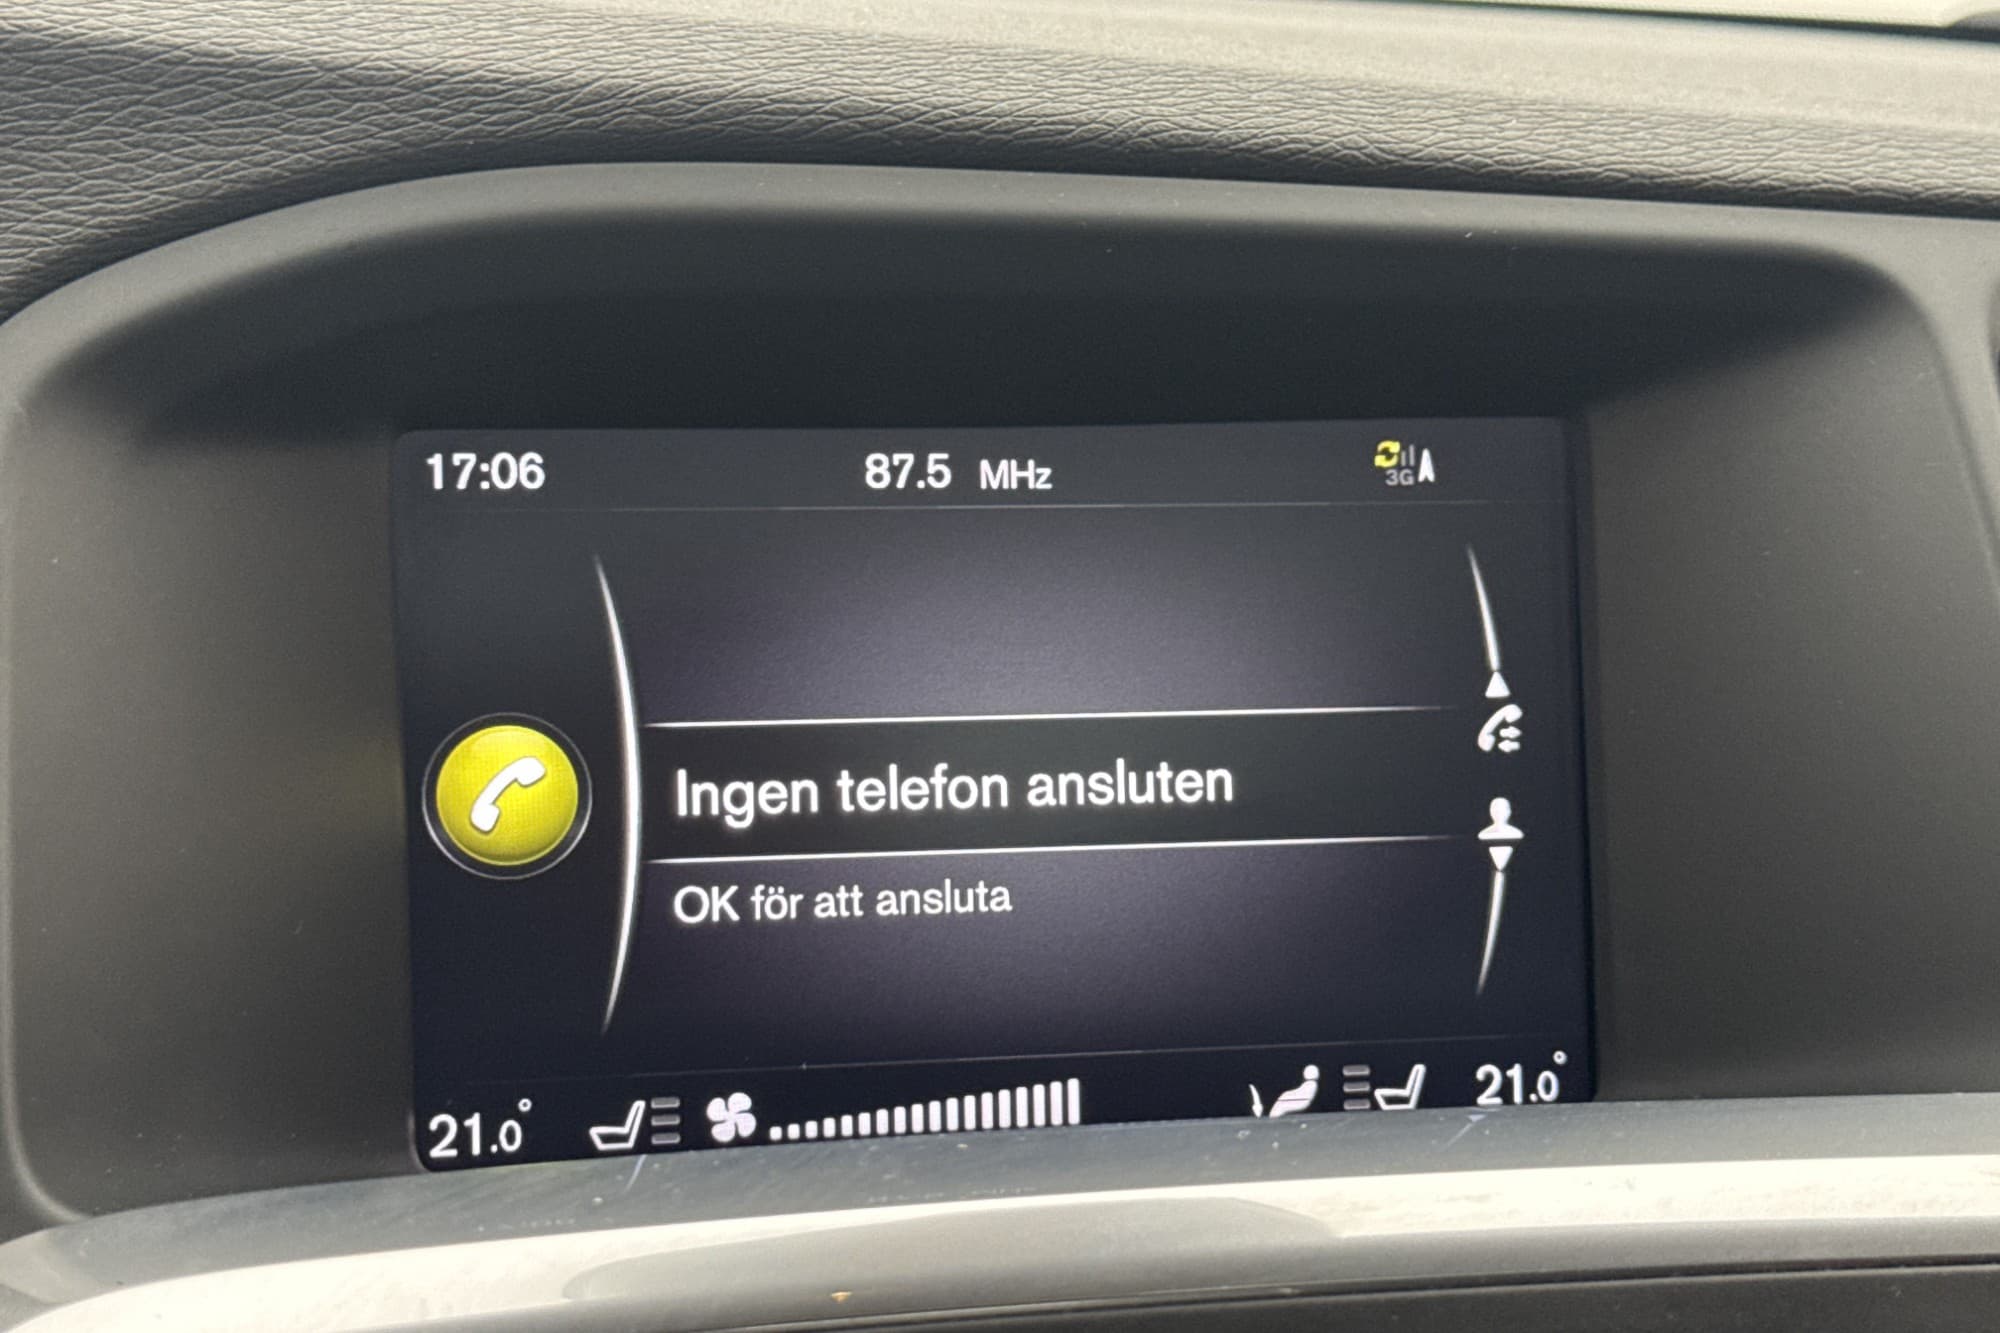 17:06 87.5 MHz 3G
Ingen telefon ansluten
OK för att ansluta
21.0° 21.0°